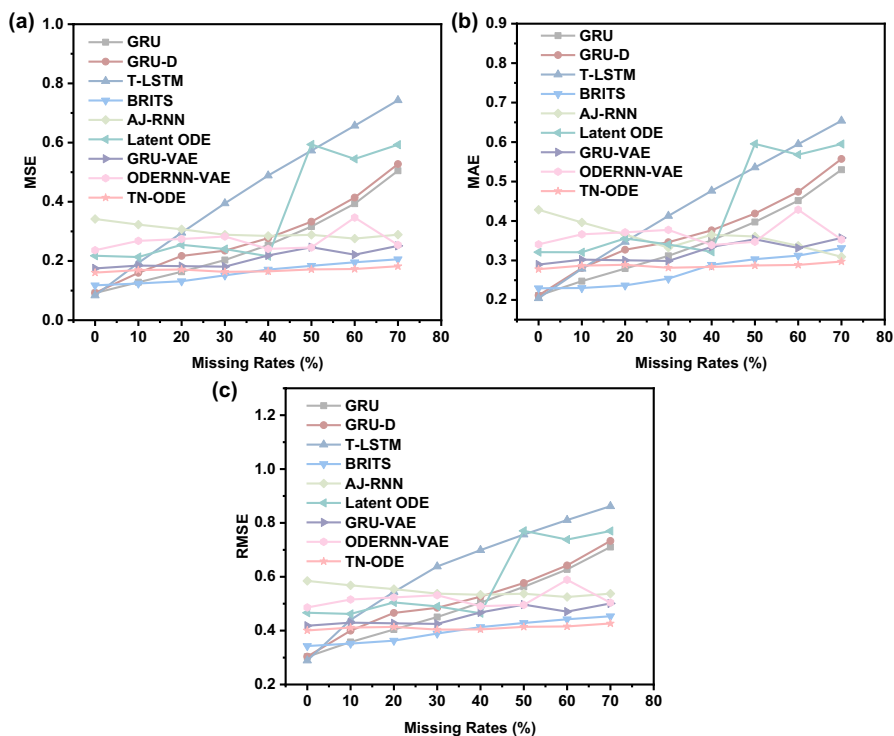 (a)
1.0
0.8
0.6
0.4
0.2
0.0
MSE
GRU
GRU-D
T-LSTM
BRITS
AJ-RNN
Latent ODE
GRU-VAE
ODERNN-VAE
TN-ODE
0 10 20 30 40 50 60 70 80
Missing Rates (%)
(b)
0.9
0.8
0.7
0.6
0.5
0.4
0.3
0.2
MAE
GRU
GRU-D
T-LSTM
BRITS
AJ-RNN
Latent ODE
GRU-VAE
ODERNN-VAE
TN-ODE
0 10 20 30 40 50 60 70 80
Missing Rates (%)
(c)
1.2
1.0
0.8
0.6
0.4
0.2
RMSE
GRU
GRU-D
T-LSTM
BRITS
AJ-RNN
Latent ODE
GRU-VAE
ODERNN-VAE
TN-ODE
0 10 20 30 40 50 60 70 80
Missing Rates (%)